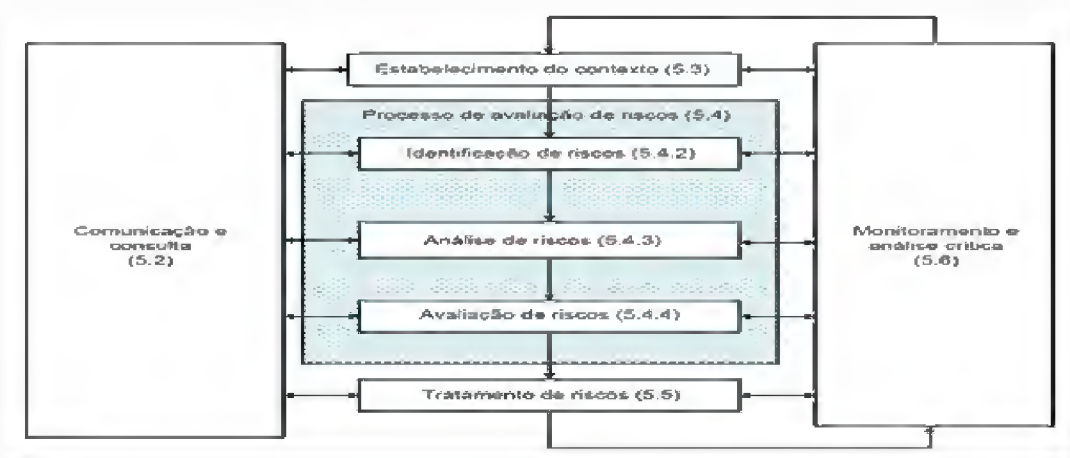 Estabelecimento do contexto (5.3)
Processo de avaliação de riscos (5.4)
Identificação de riscos (5.4.2)
Comunicação e
consulta
(5.2)
Análise de riscos (5.4.3)
Monitoramento e
análise crítica
(5.6)
Avaliação de riscos (5.4.4)
Tratamento de riscos (5.5)